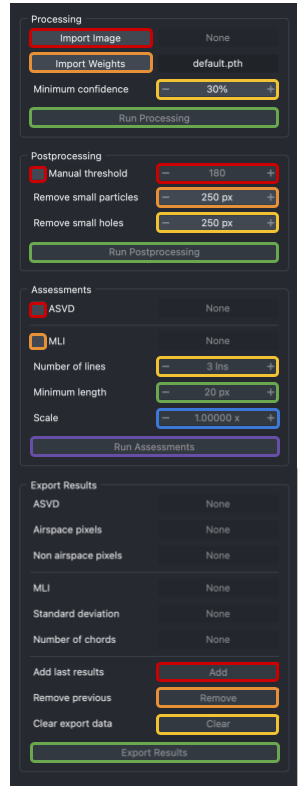 Processing
Import Image None
Import Weights default.pth
Minimum confidence − 30% +
Run Processing
Postprocessing
Manual threshold − 180 +
Remove small particles − 250 px +
Remove small holes − 250 px +
Run Postprocessing
Assessments
ASVD None
MLI None
Number of lines − 3 lns +
Minimum length − 20 px +
Scale − 1.00000 x +
Run Assessments
Export Results
ASVD None
Airspace pixels None
Non airspace pixels None
MLI None
Standard deviation None
Number of chords None
Add last results Add
Remove previous Remove
Clear export data Clear
Export Results